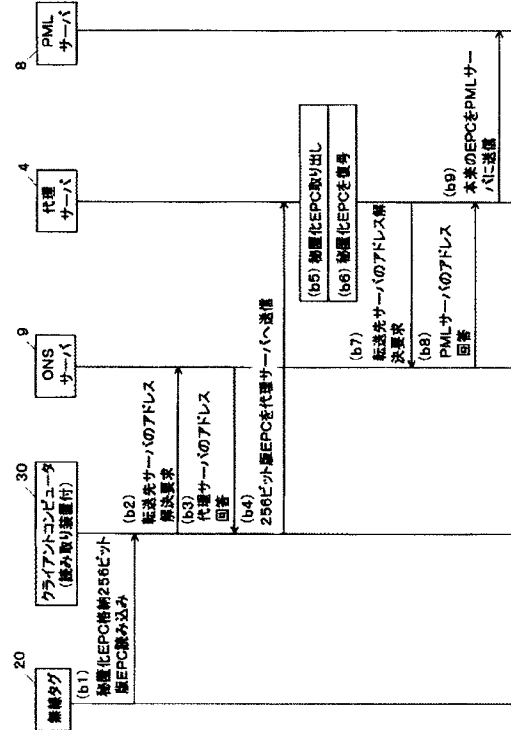 20
無線タグ
30
クライアントコンピュータ
(読み取り装置付)
9
ONS
サーバ
4
代理
サーバ
8
PML
サーバ
(b1)
秘匿化EPC格納256ビット
版EPC読み込み
(b2)
転送先サーバのアドレス
解決要求
(b3)
代理サーバのアドレス
回答
(b4)
256ビット版EPCを代理サーバへ送信
(b5) 秘匿化EPC取り出し
(b6) 秘匿化EPCを復号
(b7)
転送先サーバのアドレス解
決要求
(b8)
PMLサーバのアドレス
回答
(b9)
本来のEPCをPMLサー
バに送信